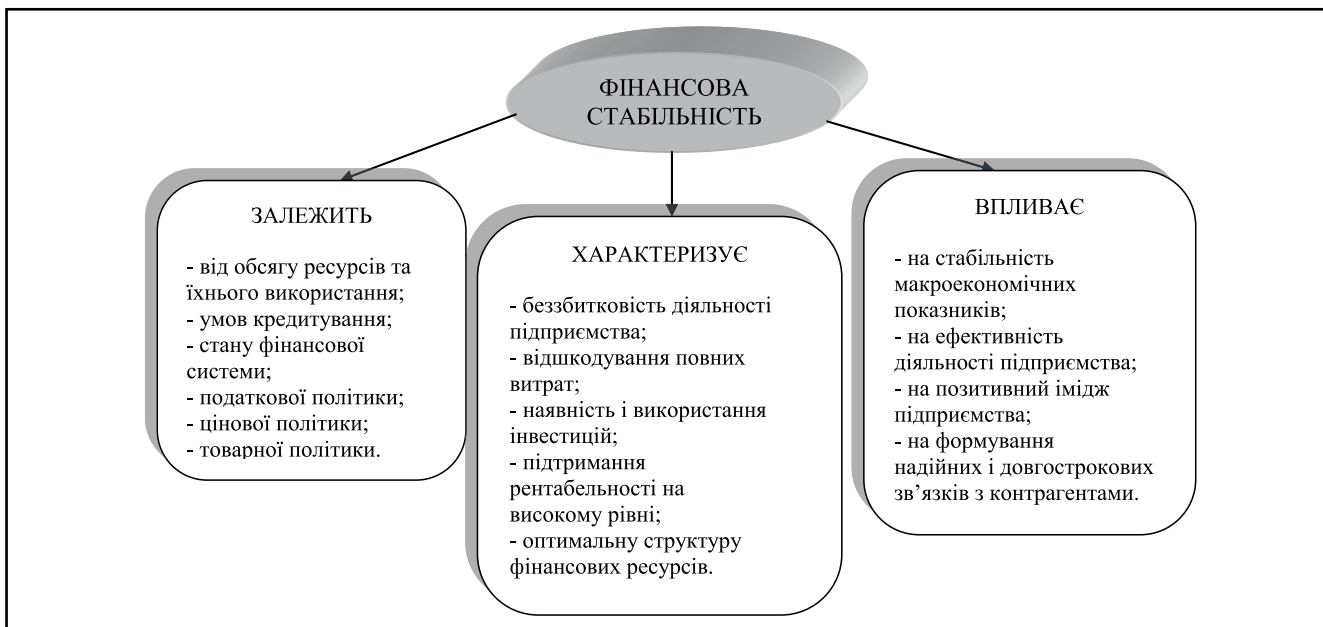 ФІНАНСОВА
СТАБІЛЬНІСТЬ
ЗАЛЕЖИТЬ
- від обсягу ресурсів та
їхнього використання;
- умов кредитування;
- стану фінансової
системи;
- податкової політики;
- цінової політики;
- товарної політики.
ХАРАКТЕРИЗУЄ
- беззбитковість діяльності
підприємства;
- відшкодування повних
витрат;
- наявність і використання
інвестицій;
- підтримання
рентабельності на
високому рівні;
- оптимальну структуру
фінансових ресурсів.
ВПЛИВАЄ
- на стабільність
макроекономічних
показників;
- на ефективність
діяльності підприємства;
- на позитивний імідж
підприємства;
- на формування
надійних і довгострокових
зв’язків з контрагентами.